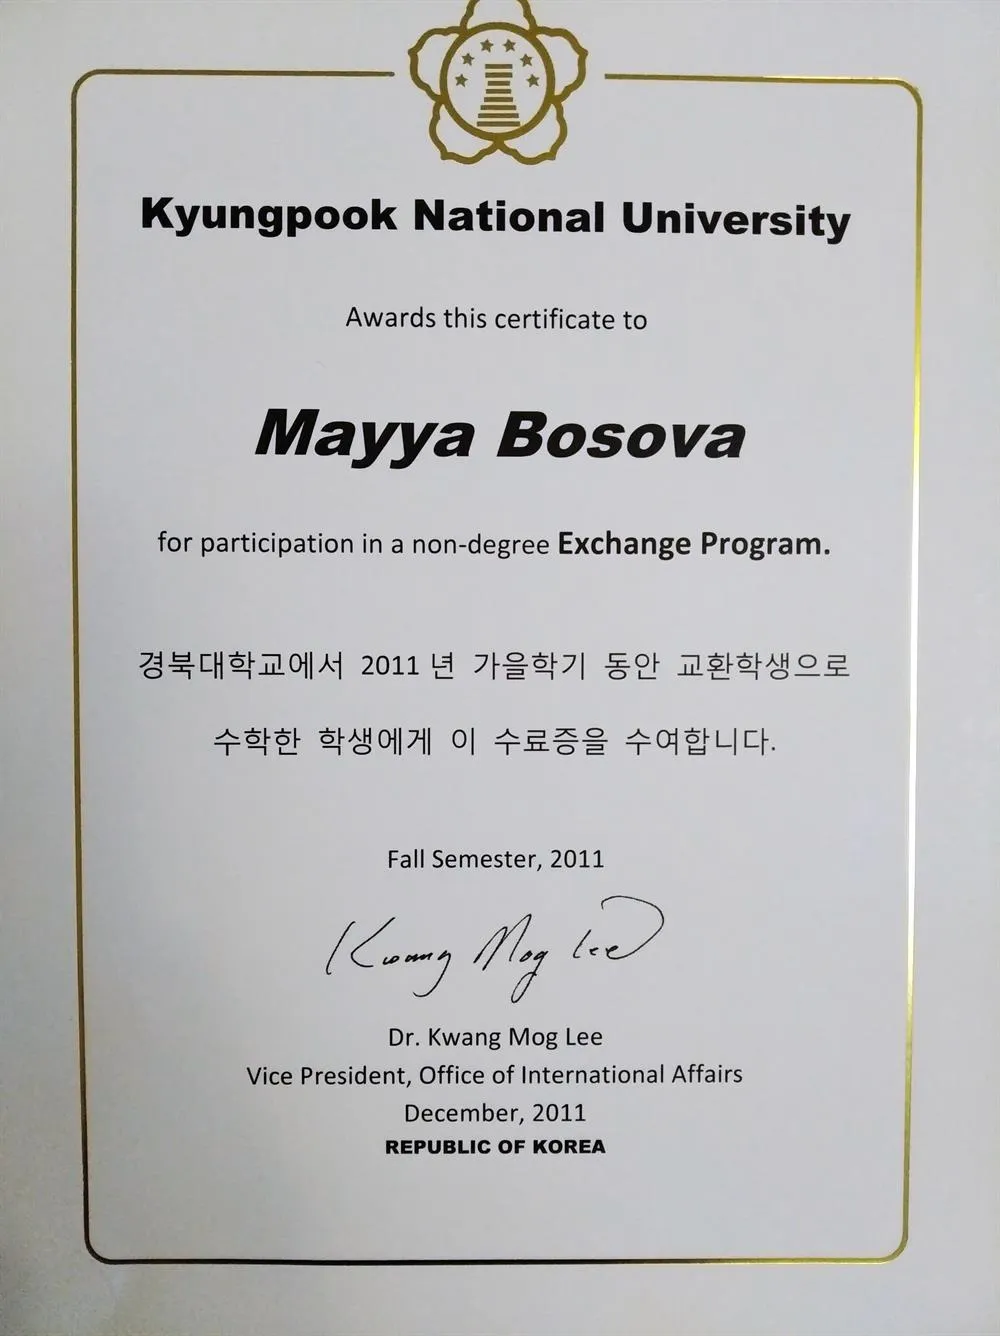 Kyungpook National University
Awards this certificate to
Mayya Bosova
for participation in a non-degree Exchange Program.
경북대학교에서 2011 년 가을학기 동안 교환학생으로
수학한 학생에게 이 수료증을 수여합니다.
Fall Semester, 2011
Kwang Mog Lee
Dr. Kwang Mog Lee
Vice President, Office of International Affairs
December, 2011
REPUBLIC OF KOREA